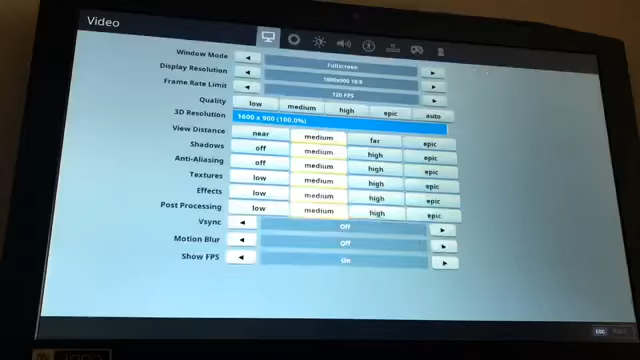 Video
Window Mode Fullscreen
Display Resolution 1600x900 16:9
Frame Rate Limit 120 FPS
Quality low medium high epic auto
3D Resolution 1600 x 900 (100.0%)
View Distance near medium far epic
Shadows off medium high epic
Anti-Aliasing off medium high epic
Textures low medium high epic
Effects low medium high epic
Post Processing low medium high epic
Vsync Off
Motion Blur Off
Show FPS On
ESC